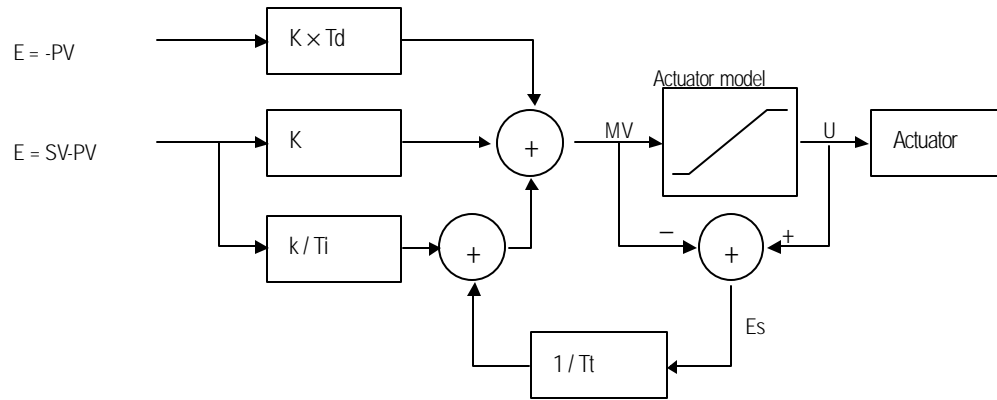 K × Td
E = -PV
Actuator model
K
+
MV
U
Actuator
E = SV-PV
k / Ti
+
−
+
+
Es
1 / Tt